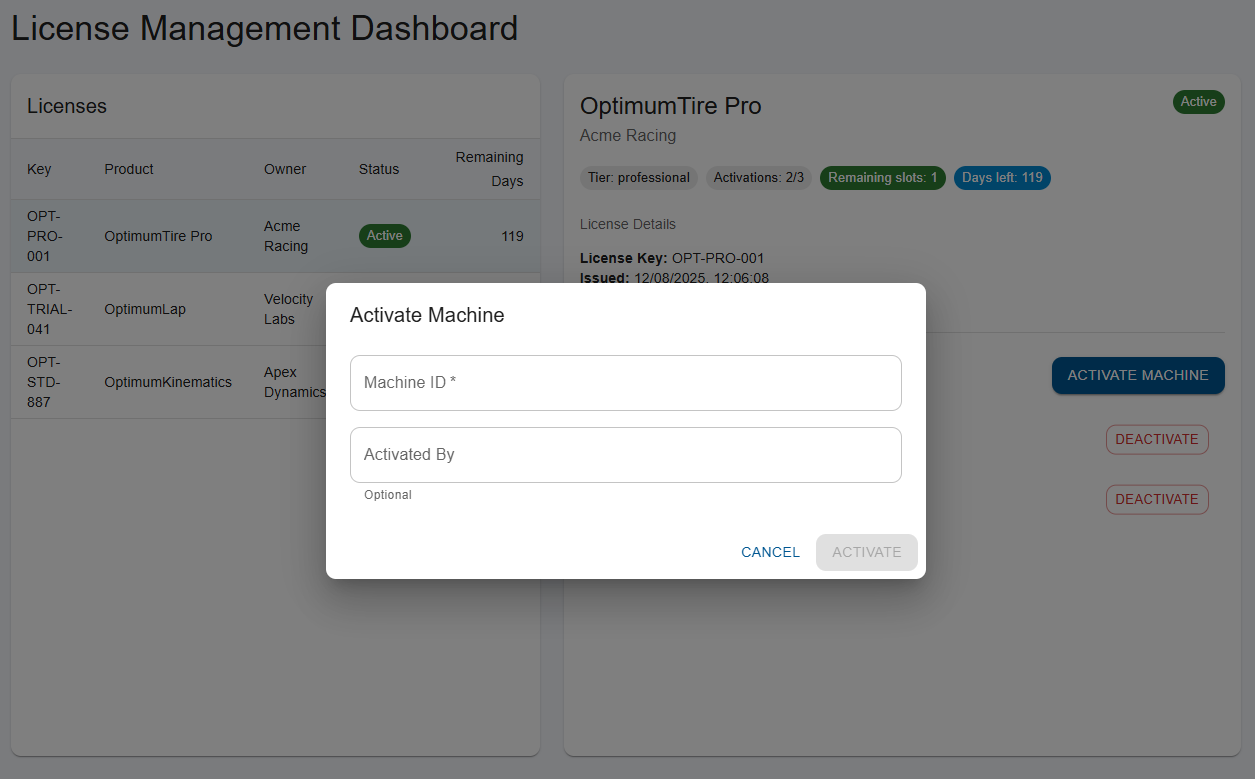 License Management Dashboard
Licenses
Key Product Owner Status Remaining
Days
OPT-
PRO-
001
OptimumTire Pro
Acme
Racing
Active
119
OPT-
TRIAL-
041
OptimumLap
Velocity
Labs
OPT-
STD-
887
OptimumKinematics
Apex
Dynamics
OptimumTire Pro
Active
Acme Racing
Tier: professional Activations: 2/3 Remaining slots: 1 Days left: 119
License Details
License Key: OPT-PRO-001
Issued: 12/08/2025, 12:06:08
ACTIVATE MACHINE
DEACTIVATE
DEACTIVATE
Activate Machine
Machine ID *
Activated By
Optional
CANCEL ACTIVATE